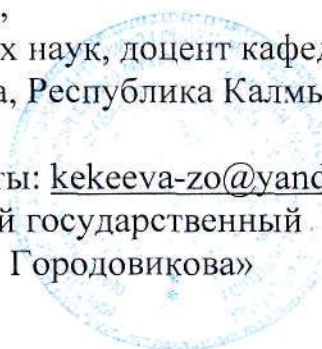 ,
х наук, доцент кафед
а, Республика Калмы
ты: kekeeva-zo@yand
й государственный
Городовикова»